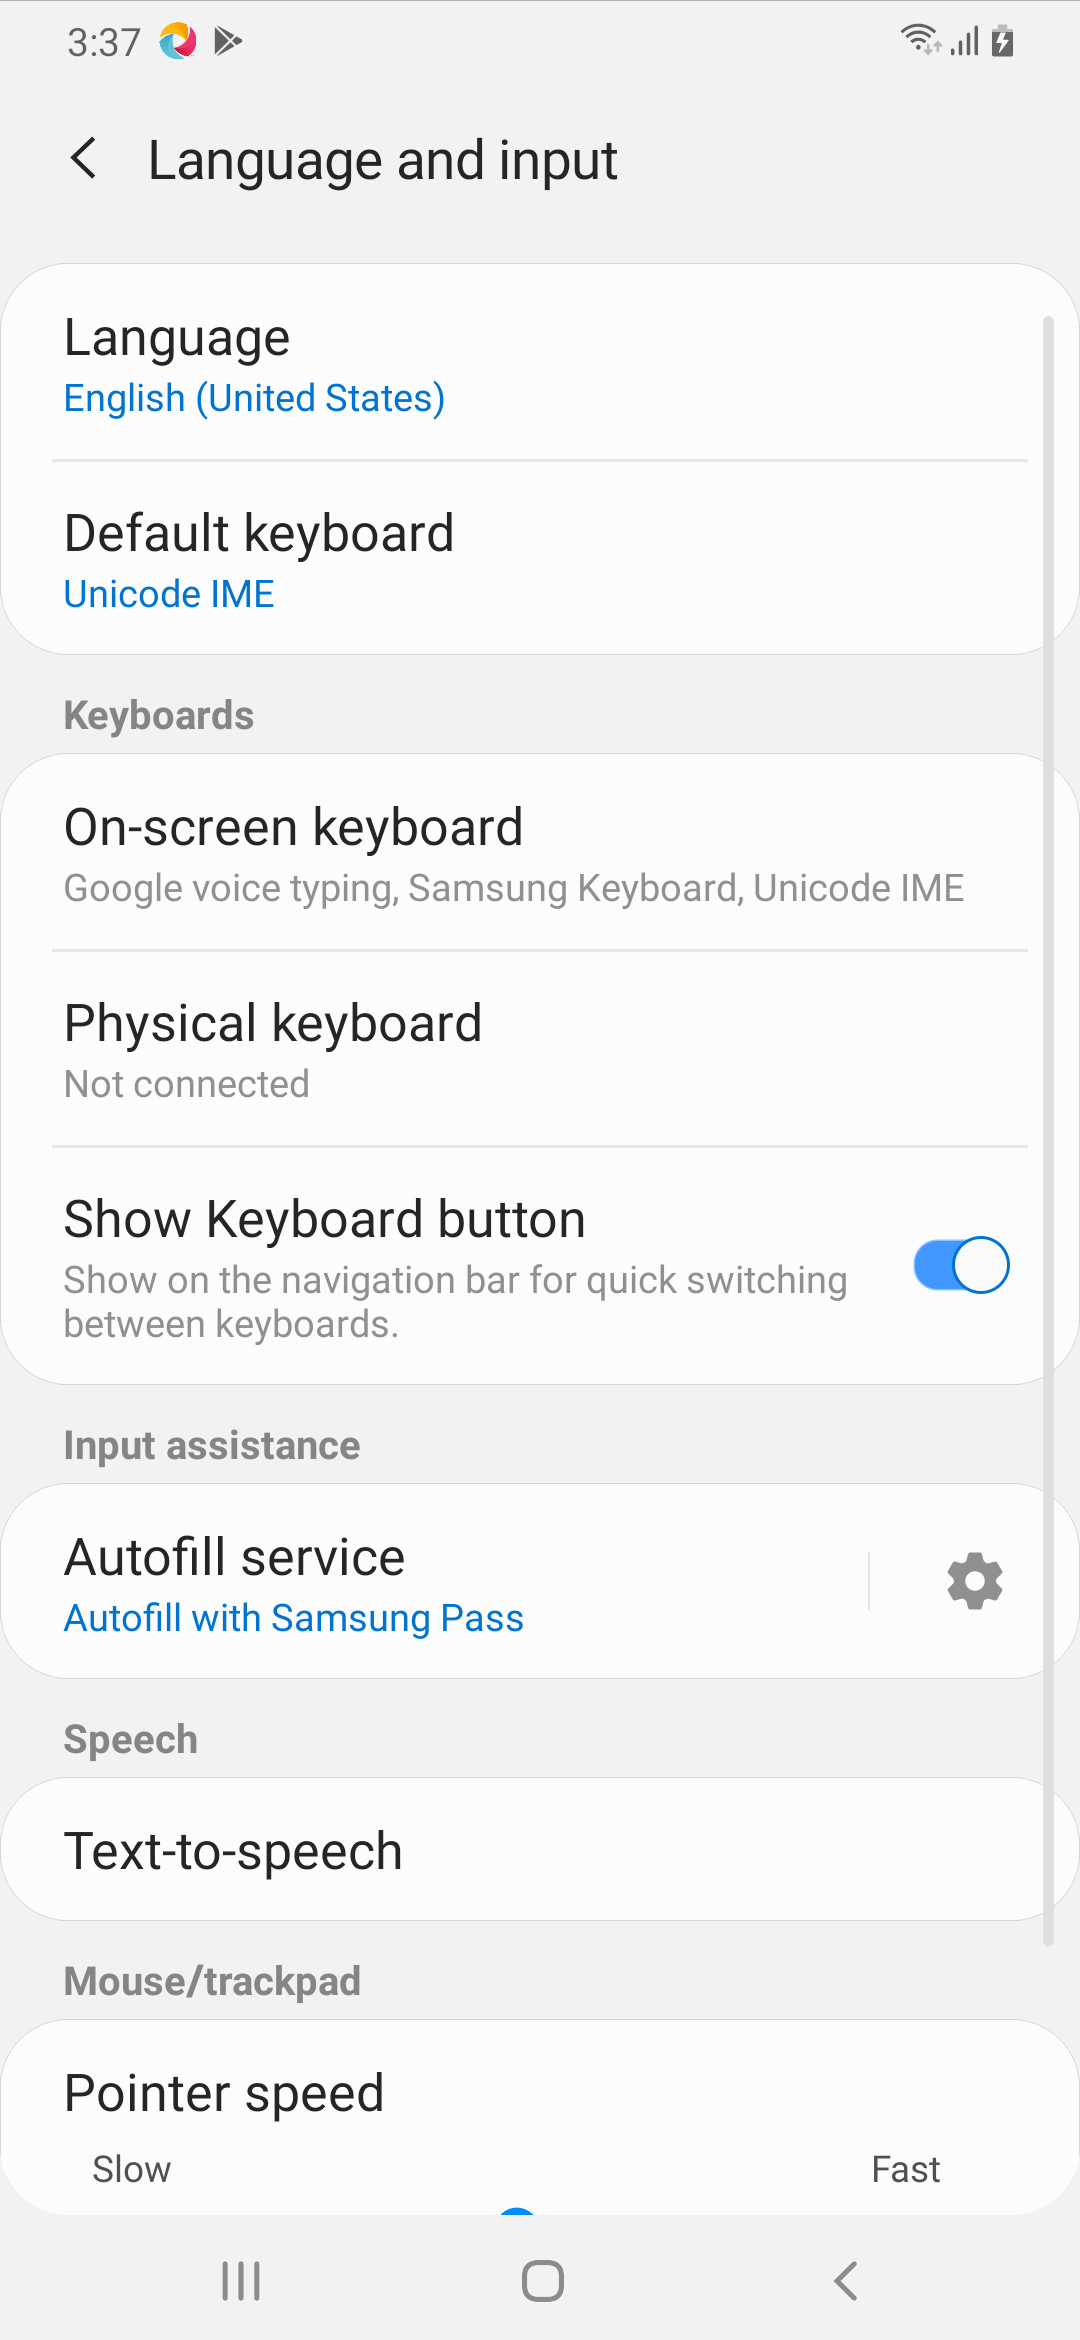 3:37
Language and input
Language
English (United States)
Default keyboard
Unicode IME
Keyboards
On-screen keyboard
Google voice typing, Samsung Keyboard, Unicode IME
Physical keyboard
Not connected
Show Keyboard button
Show on the navigation bar for quick switching
between keyboards.
Input assistance
Autofill service
Autofill with Samsung Pass
Speech
Text-to-speech
Mouse/trackpad
Pointer speed
Slow Fast